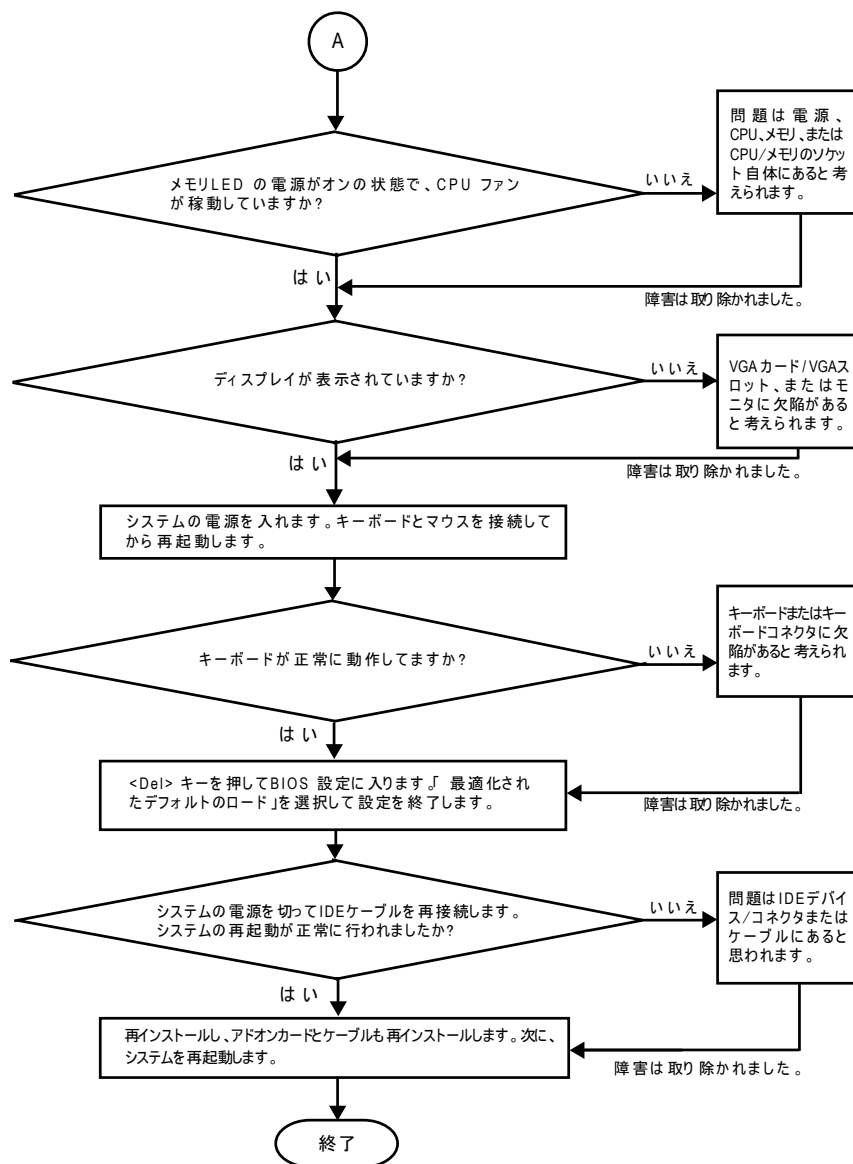 A
メモリLED の電源がオンの状態で、CPU ファン
が稼動していますか?
いいえ
問題は電源、
CPU、メモリ、または
CPU/メモリのソケッ
ト自体にあると考
えられます。
はい
障害は取り除かれました。
ディスプレイが表示されていますか?
いいえ
VGAカード/VGAス
ロット、またはモ
ニタに欠陥がある
と考えられます。
はい
障害は取り除かれました。
システムの電源を入れます。キーボードとマウスを接続して
から再起動します。
キーボードが正常に動作してますか?
いいえ
キーボードまたはキー
ボードコネクタに欠
陥があると考えられ
ます。
はい
<Del> キーを押してBIOS 設定に入ります。「最適化され
たデフォルトのロード」を選択して設定を終了します。
障害は取り除かれました。
システムの電源を切ってIDEケーブルを再接続します。
システムの再起動が正常に行われましたか?
いいえ
問題はIDEデバイ
ス/コネクタまたは
ケーブルにあると
思われます。
はい
再インストールし、アドオンカードとケーブルも再インストールします。次に、
システムを再起動します。
障害は取り除かれました。
終了